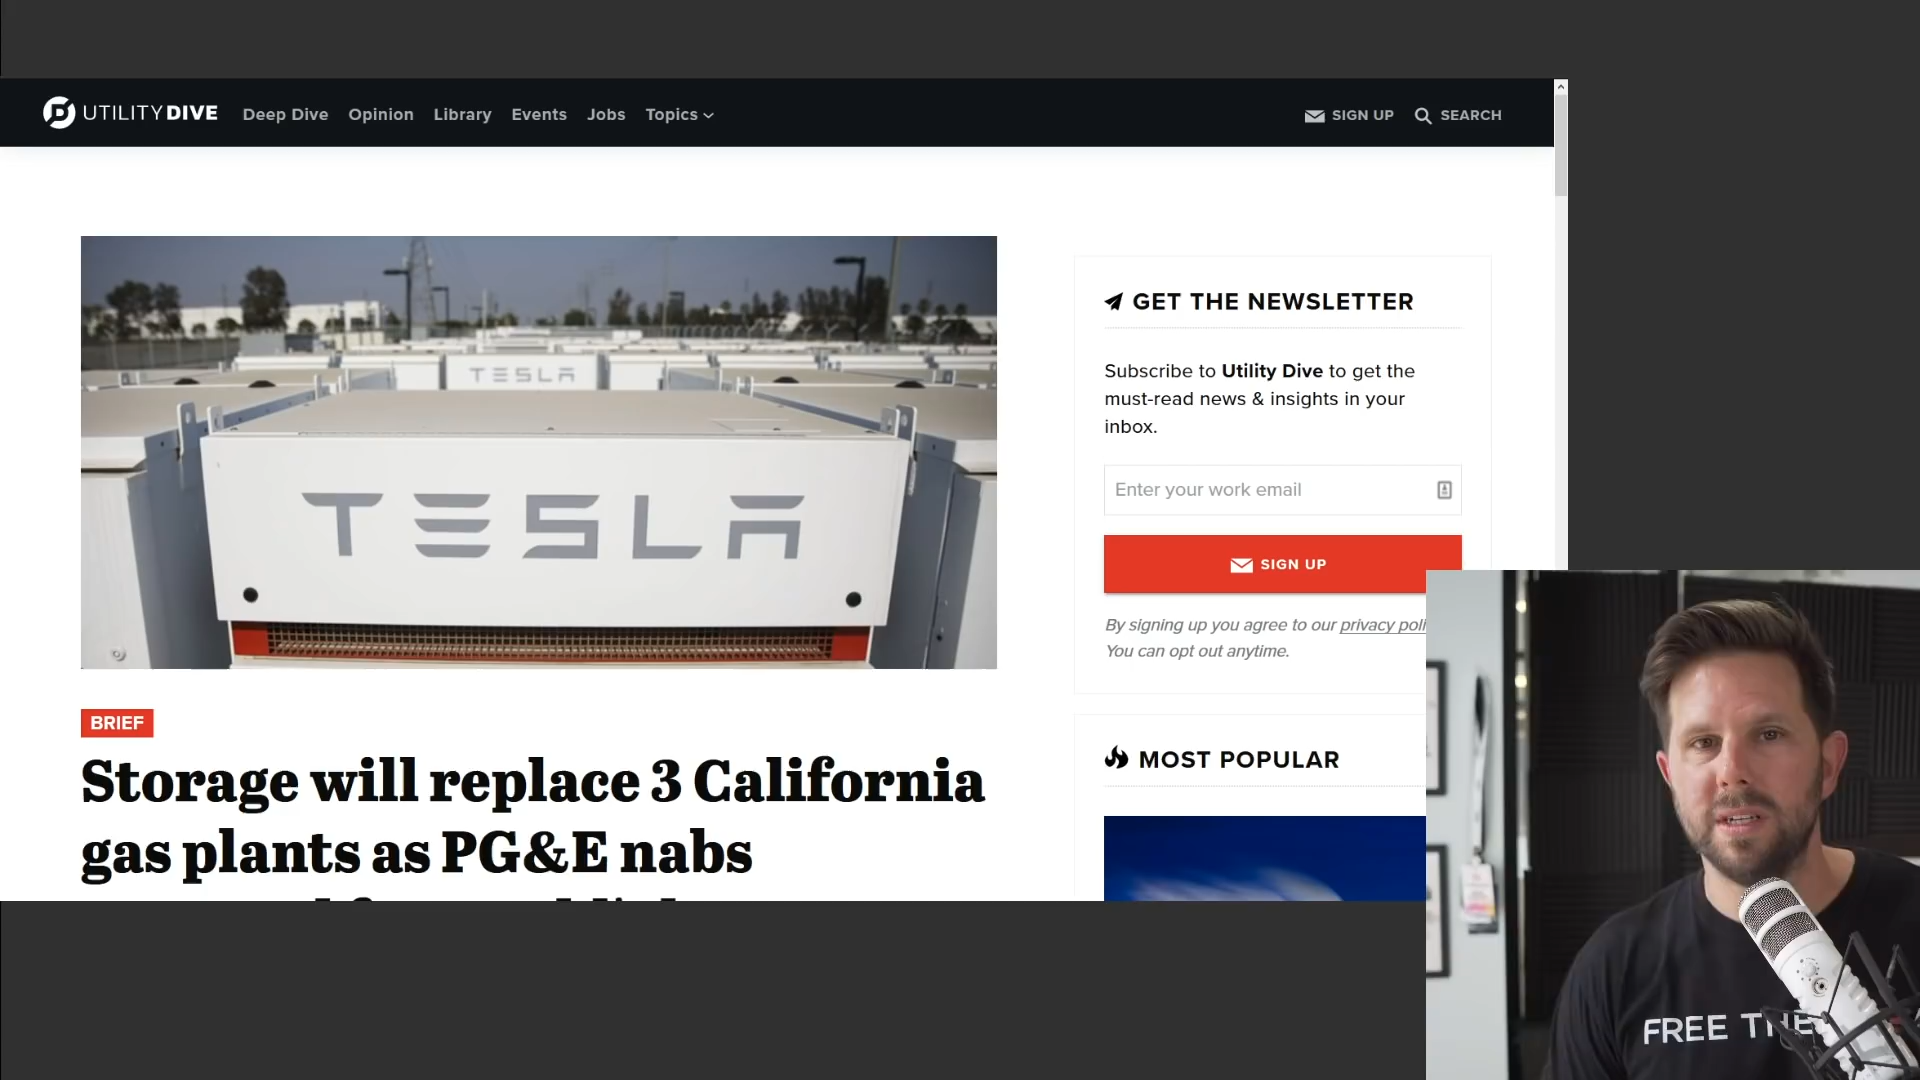 UTILITY DIVE Deep Dive Opinion Library Events Jobs Topics SIGN UP SEARCH
TESLA
TESLA
BRIEF
Storage will replace 3 California
gas plants as PG&E nabs
GET THE NEWSLETTER
Subscribe to Utility Dive to get the
must-read news & insights in your
inbox.
Enter your work email
SIGN UP
By signing up you agree to our privacy poli
You can opt out anytime.
MOST POPULAR
FREE THE